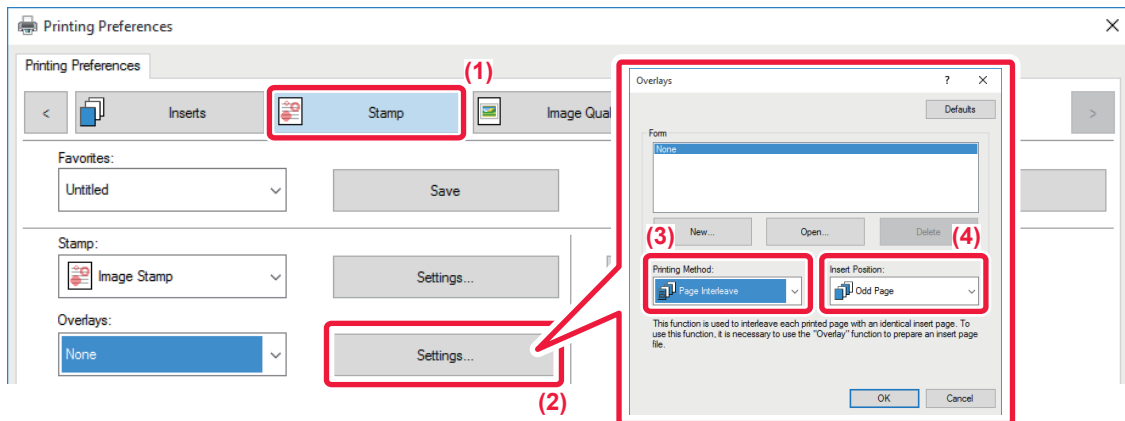 Printing Preferences
Printing Preferences
(1)
< Inserts Stamp Image Qual >
Favorites:
Untitled Save
Stamp:
Image Stamp Settings...
Overlays:
None Settings...
(2)
Overlays ? ×
Defaults
Form
None
New... Open... Delete
(3) (4)
Printing Method: Insert Position:
Page Interleave Odd Page
This function is used to interleave each printed page with an identical insert page. To
use this function, it is necessary to use the "Overlay" function to prepare an insert page
file.
OK Cancel